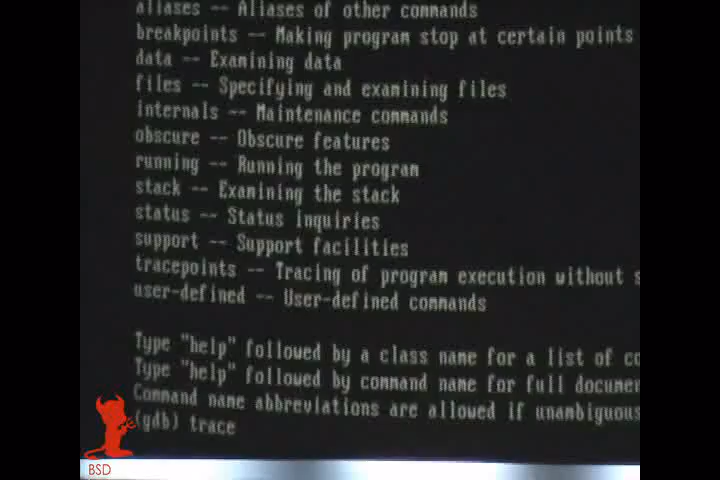 aliases -- Aliases of other commands
breakpoints -- Making program stop at certain points
data -- Examining data
files -- Specifying and examining files
internals -- Maintenance commands
obscure -- Obscure features
running -- Running the program
stack -- Examining the stack
status -- Status inquiries
support -- Support facilities
tracepoints -- Tracing of program execution without s
user-defined -- User-defined commands
Type "help" followed by a class name for a list of co
Type "help" followed by command name for full documen
Command name abbreviations are allowed if unambiguous
(gdb) trace
BSD